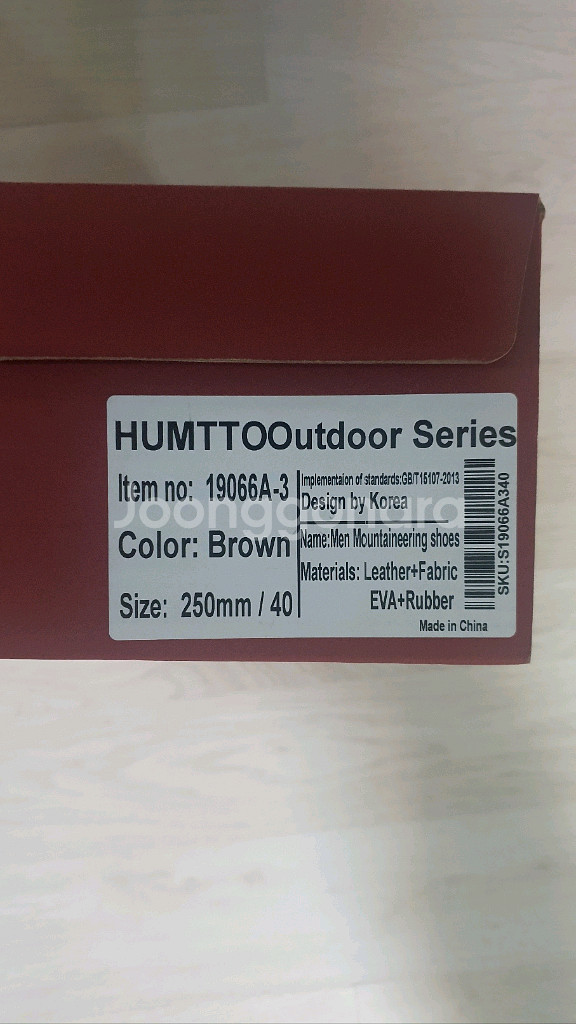 HUMTTOOutdoor Series
Item no: 19066A-3
Color: Brown
Size: 250mm / 40
Implementaion of standards:GB/T15107-2013
Design by Korea
Name:Men Mountaineering shoes
Materials: Leather+Fabric
EVA+Rubber
Made in China
SKU:S19066A340
Joonggonara